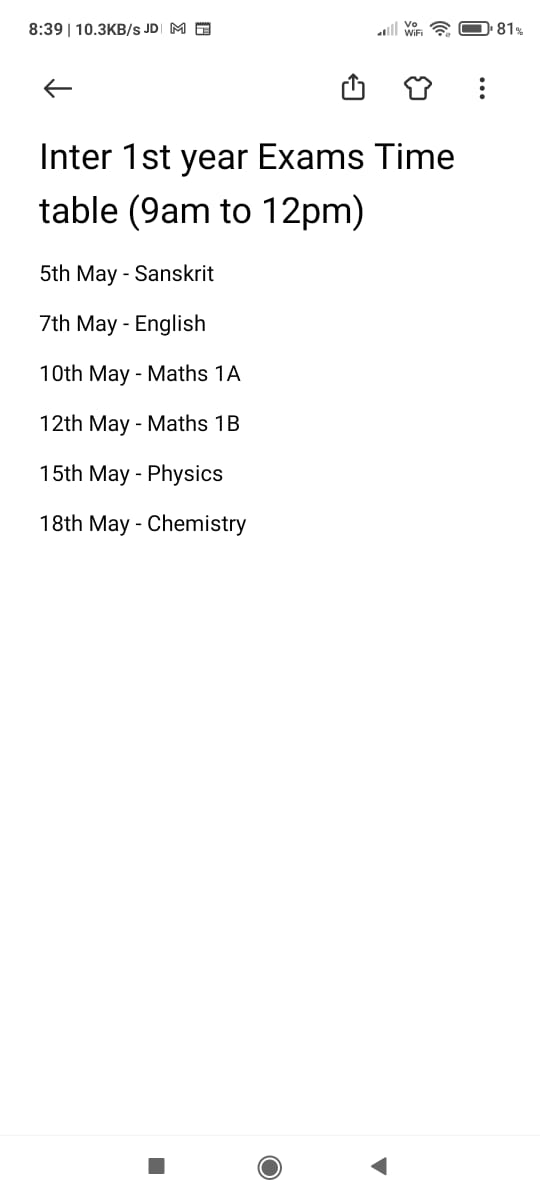 8:39 | 10.3KB/s JD
Vo
WiFi
81%
Inter 1st year Exams Time
table (9am to 12pm)
5th May - Sanskrit
7th May - English
10th May - Maths 1A
12th May - Maths 1B
15th May - Physics
18th May - Chemistry